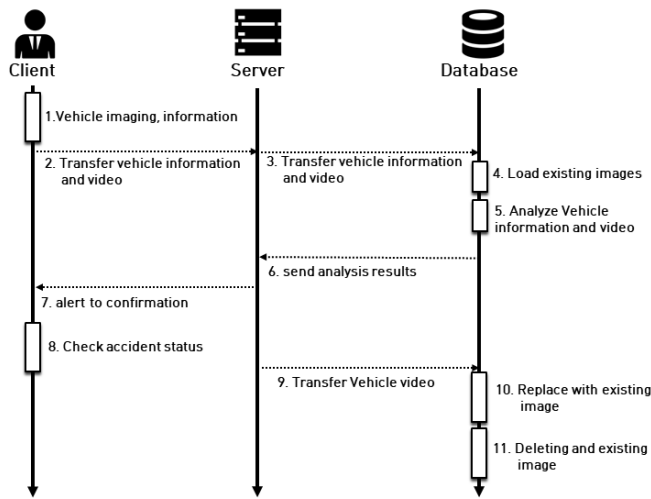 Client
Server
Database
1.Vehicle imaging, information
2. Transfer vehicle information
and video
3. Transfer vehicle information
and video
4. Load existing images
5. Analyze Vehicle
information and video
6. send analysis results
7. alert to confirmation
8. Check accident status
9. Transfer Vehicle video
10. Replace with existing
image
11. Deleting and existing
image